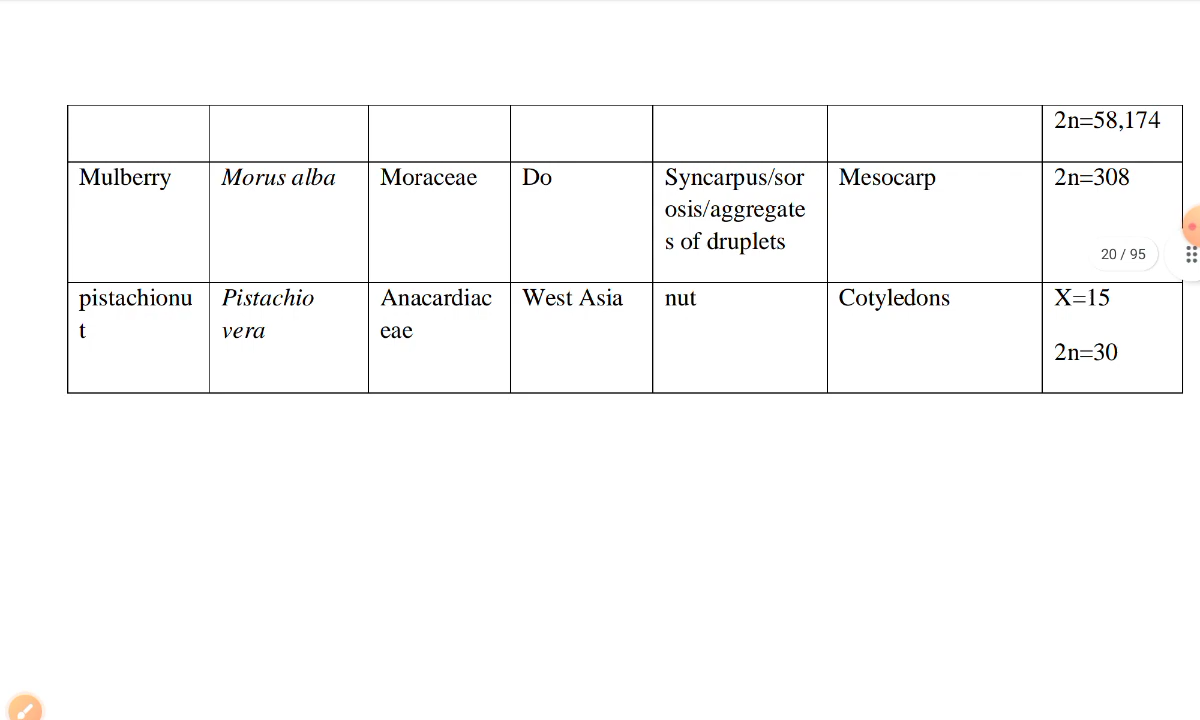 2n=58,174
Mulberry Morus alba Moraceae Do Syncarpus/sor Mesocarp 2n=308
osis/aggregate
s of druplets
20 / 95
pistachionu Pistachio Anacardiac West Asia nut Cotyledons X=15
t vera eae
2n=30